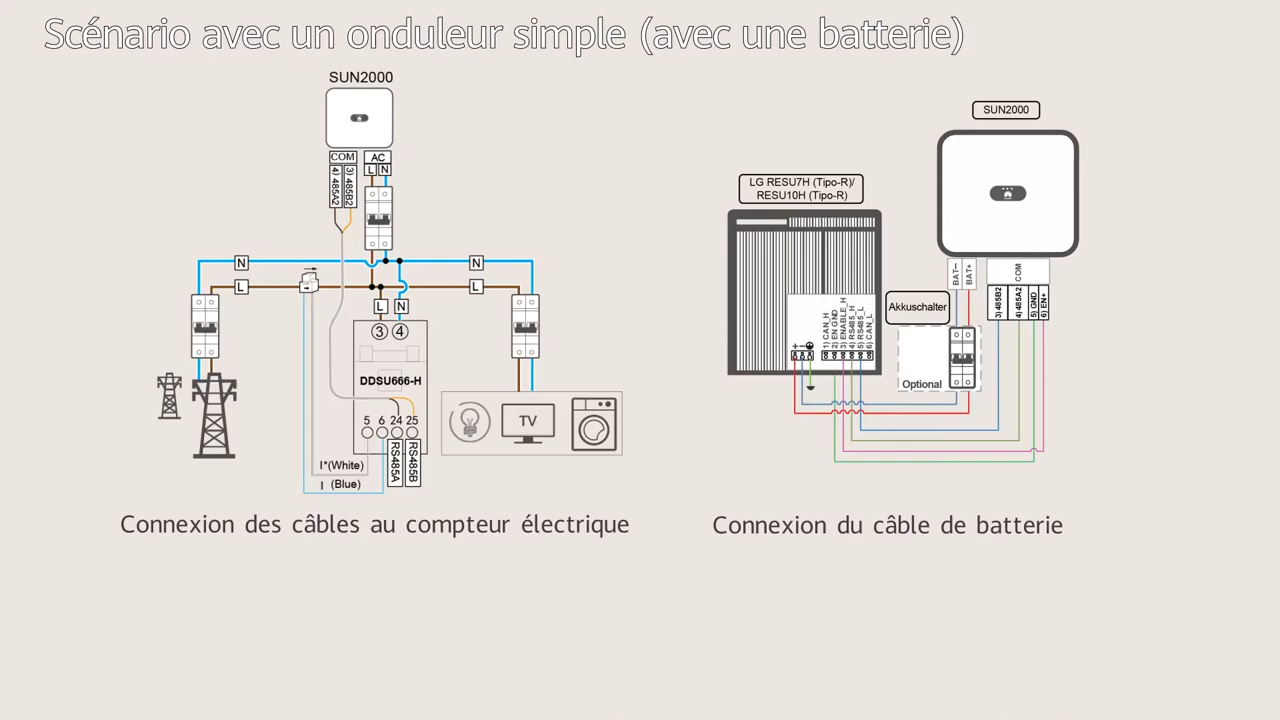 Scénario avec un onduleur simple (avec une batterie)
SUN2000
COM
AC
4) 485A2
3) 485B2
L
N
N
N
L
L
L
N
3
4
DDSU666-H
5
6
24
25
RS485A
RS485B
I*(White)
I (Blue)
TV
Connexion des câbles au compteur électrique
SUN2000
LG RESU7H (Tipo-R)/
RESU10H (Tipo-R)
BAT−
BAT+
COM
3) 485B2
4) 485A2
5) GND
6) EN+
Akkuschalter
Optional
+
−
1) CAN_H
2) EN GND
3) ENABLE_H
4) RS485_H
5) RS485_L
6) CAN_L
Connexion du câble de batterie